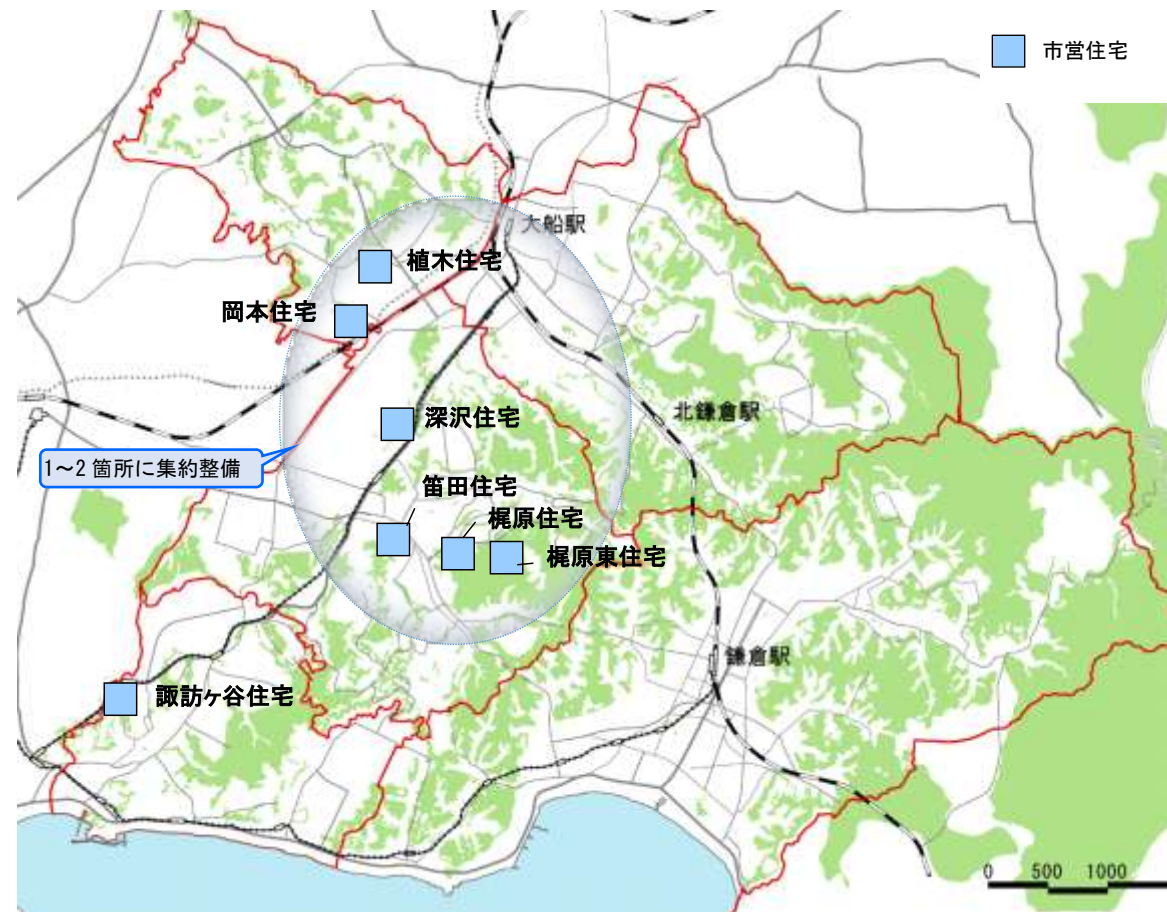 市営住宅
大船駅
植木住宅
岡本住宅
北鎌倉駅
深沢住宅
1～2 箇所に集約整備
笛田住宅
梶原住宅
梶原東住宅
鎌倉駅
諏訪ヶ谷住宅
0 500 1000